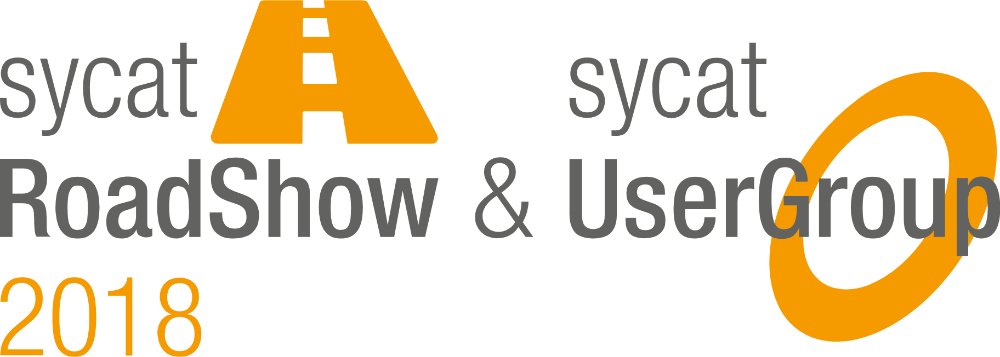 sycat
RoadShow &
2018
sycat
UserGroup